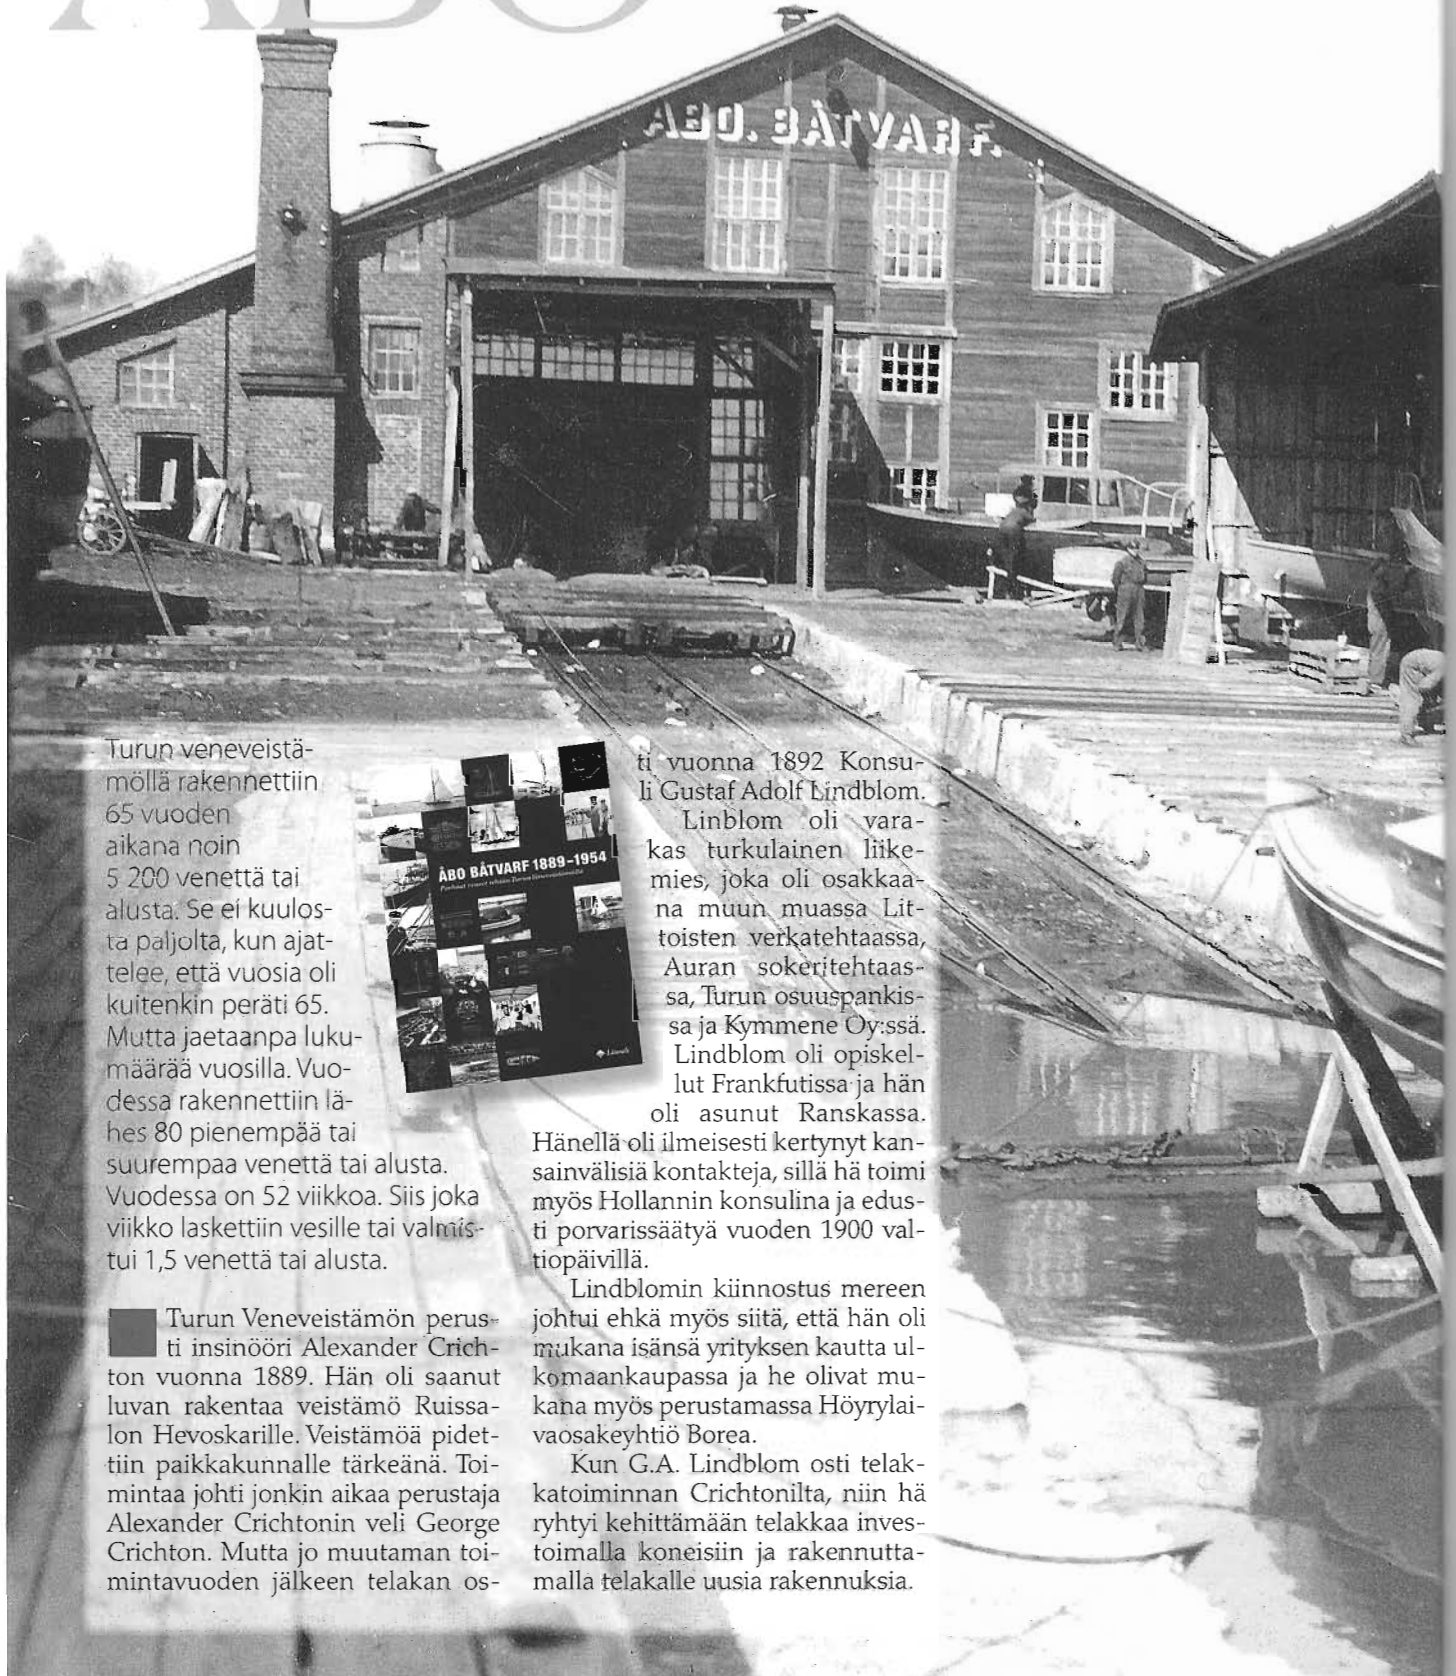 ÅBO
ÅBO. BÅTVARF.
Turun veneveistä-
möllä rakennettiin
65 vuoden
aikana noin
5 200 venettä tai
alusta. Se ei kuulos-
ta paljolta, kun ajat-
telee, että vuosia oli
kuitenkin peräti 65.
Mutta jaetaanpa luku-
määrää vuosilla. Vuo-
dessa rakennettiin lä-
hes 80 pienempää tai
suurempaa venettä tai alusta.
Vuodessa on 52 viikkoa. Siis joka
viikko laskettiin vesille tai valmis-
tui 1,5 venettä tai alusta.
Turun Veneveistämön perus-
ti insinööri Alexander Crich-
ton vuonna 1889. Hän oli saanut
luvan rakentaa veistämö Ruissa-
lon Hevoskarille. Veistämöä pidet-
tiin paikkakunnalle tärkeänä. Toi-
mintaa johti jonkin aikaa perustaja
Alexander Crichtonin veli George
Crichton. Mutta jo muutaman toi-
mintavuoden jälkeen telakan os-
ÅBO BÅTVARF 1889–1954
Parhaat veneet tehtiin Turun Veneveistämöllä
ti vuonna 1892 Konsu-
li Gustaf Adolf Lindblom.
Linblom oli vara-
kas turkulainen liike-
mies, joka oli osakkaa-
na muun muassa Lit-
toisten verkatehtaassa,
Auran sokeritehtaas-
sa, Turun osuuspankis-
sa ja Kymmene Oy:ssä.
Lindblom oli opiskel-
lut Frankfutissa ja hän
oli asunut Ranskassa.
Hänellä oli ilmeisesti kertynyt kan-
sainvälisiä kontakteja, sillä hä toimi
myös Hollannin konsulina ja edus-
ti porvarissäätyä vuoden 1900 val-
tiopäivillä.
Lindblomin kiinnostus mereen
johtui ehkä myös siitä, että hän oli
mukana isänsä yrityksen kautta ul-
komaankaupassa ja he olivat mu-
kana myös perustamassa Höyrylai-
vaosakeyhtiö Borea.
Kun G.A. Lindblom osti telak-
katoiminnan Crichtonilta, niin hä
ryhtyi kehittämään telakkaa inves-
toimalla koneisiin ja rakennutta-
malla telakalle uusia rakennuksia.